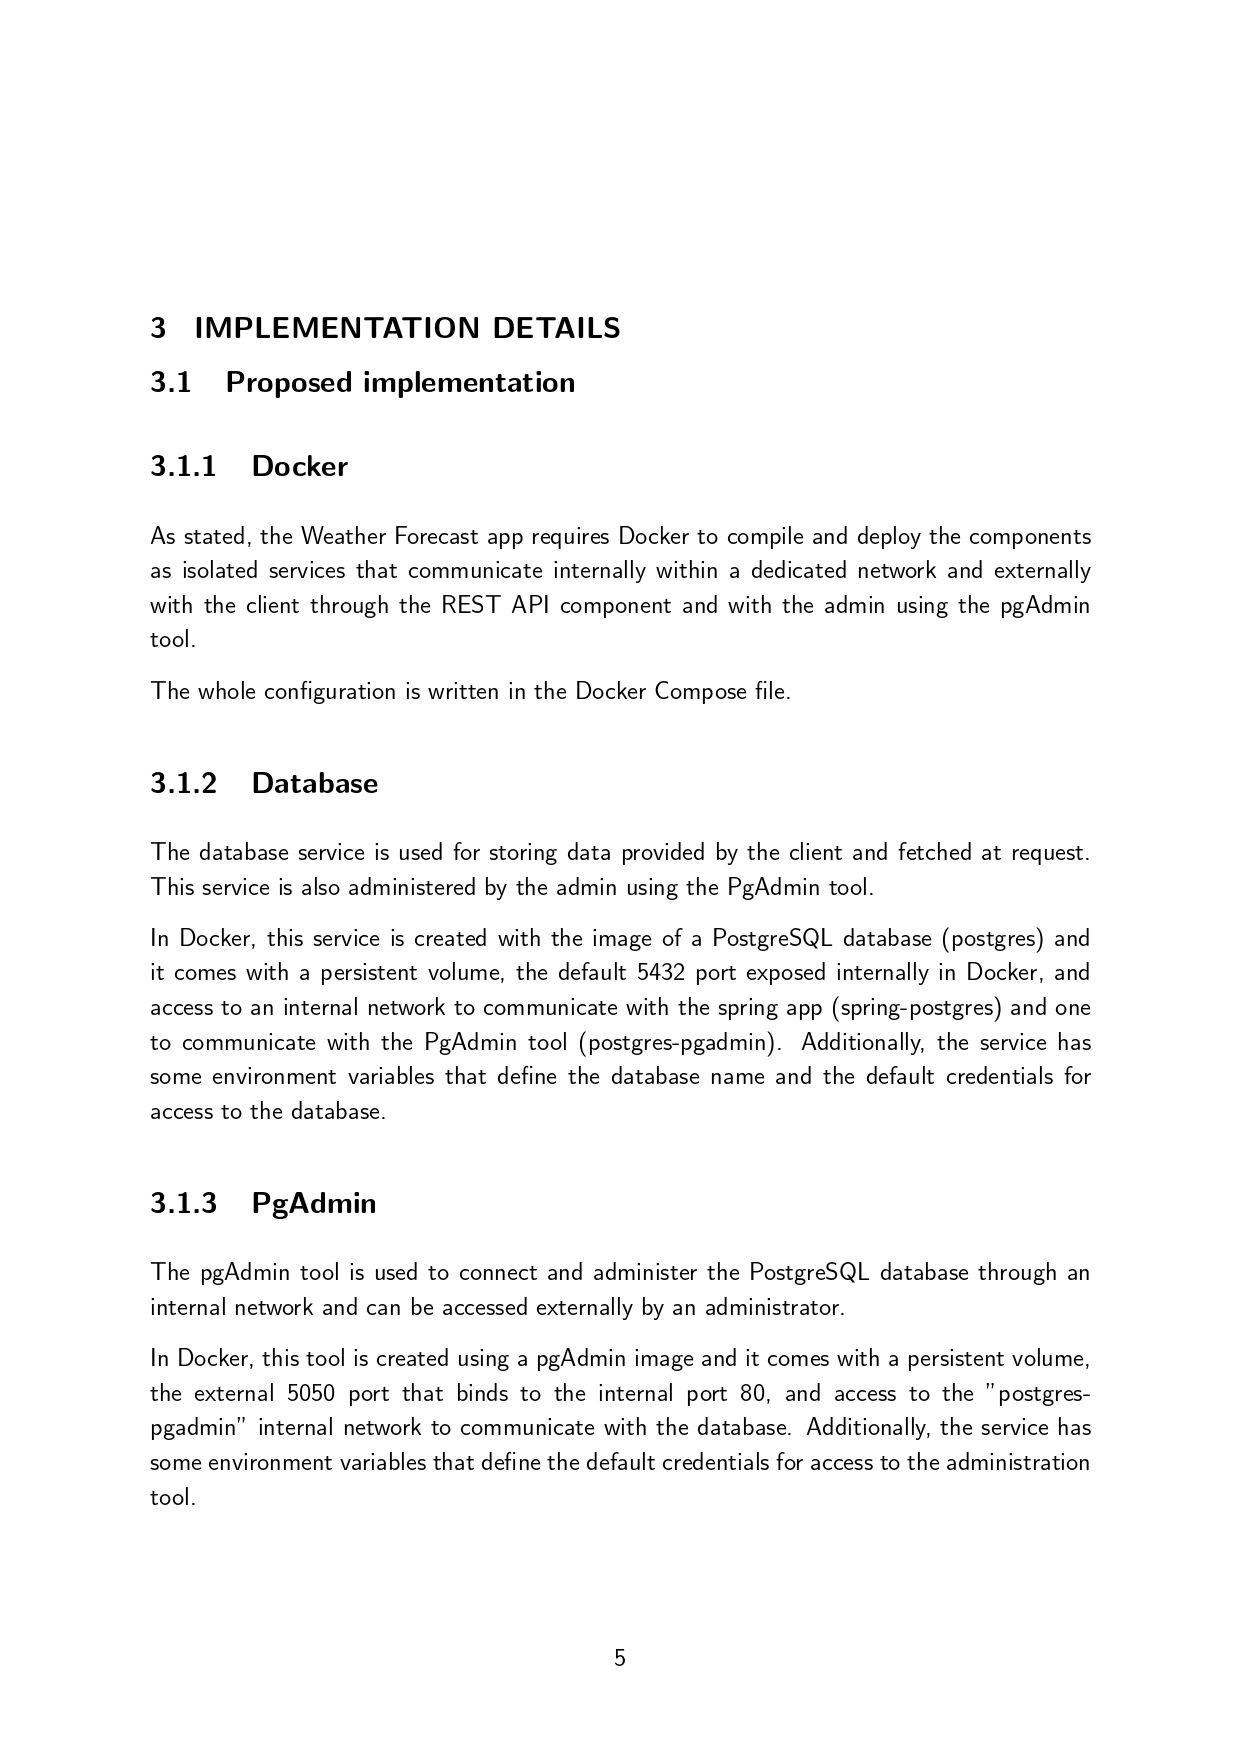 3 IMPLEMENTATION DETAILS
3.1 Proposed implementation
3.1.1 Docker
As stated, the Weather Forecast app requires Docker to compile and deploy the components
as isolated services that communicate internally within a dedicated network and externally
with the client through the REST API component and with the admin using the pgAdmin
tool.
The whole configuration is written in the Docker Compose file.
3.1.2 Database
The database service is used for storing data provided by the client and fetched at request.
This service is also administered by the admin using the PgAdmin tool.
In Docker, this service is created with the image of a PostgreSQL database (postgres) and
it comes with a persistent volume, the default 5432 port exposed internally in Docker, and
access to an internal network to communicate with the spring app (spring-postgres) and one
to communicate with the PgAdmin tool (postgres-pgadmin). Additionally, the service has
some environment variables that define the database name and the default credentials for
access to the database.
3.1.3 PgAdmin
The pgAdmin tool is used to connect and administer the PostgreSQL database through an
internal network and can be accessed externally by an administrator.
In Docker, this tool is created using a pgAdmin image and it comes with a persistent volume,
the external 5050 port that binds to the internal port 80, and access to the ”postgres-
pgadmin” internal network to communicate with the database. Additionally, the service has
some environment variables that define the default credentials for access to the administration
tool.
5